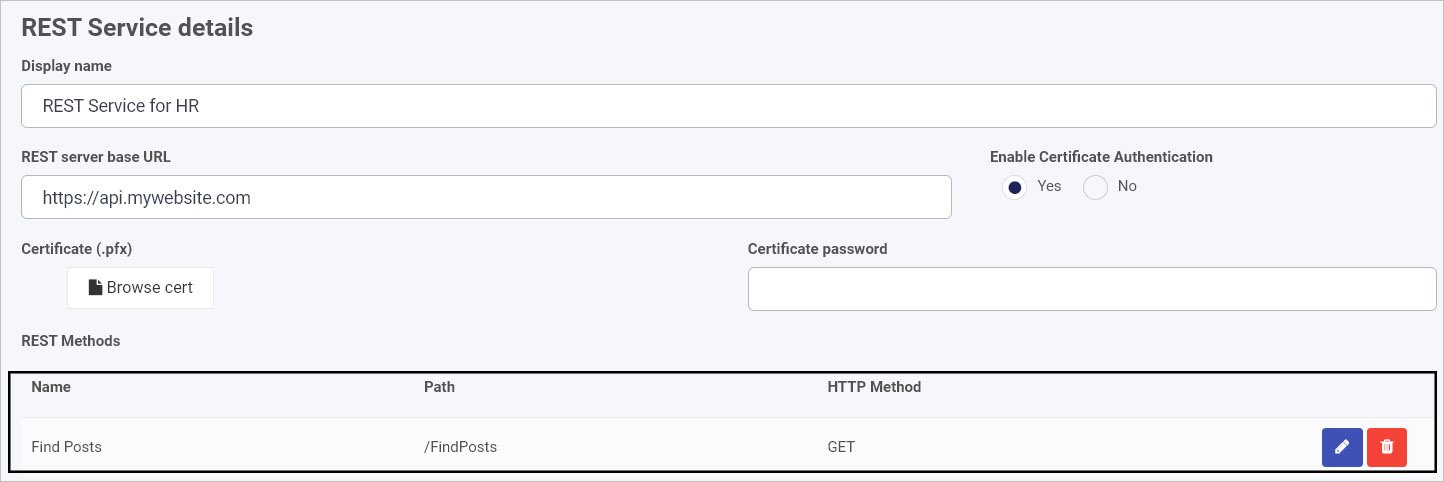 REST Service details
Display name
REST Service for HR
REST server base URL
Enable Certificate Authentication
https://api.mywebsite.com
Yes No
Certificate (.pfx)
Certificate password
Browse cert
REST Methods
Name Path HTTP Method
Find Posts /FindPosts GET